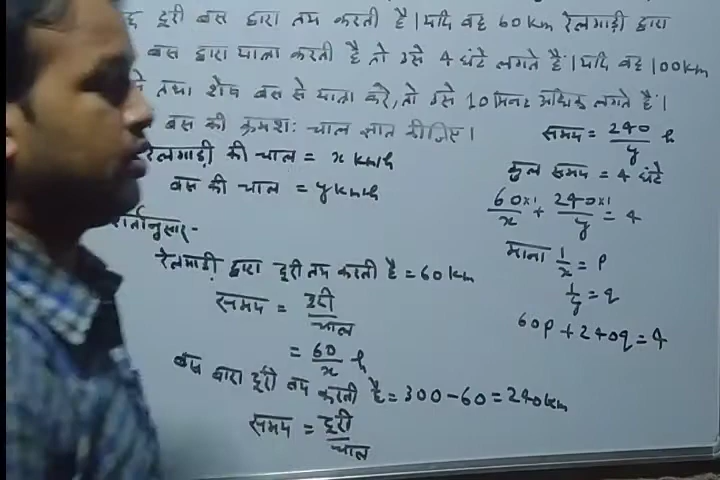 दूरी बस द्वारा तय करती है। यदि वह 60 km रेलगाड़ी द्वारा
बस द्वारा यात्रा करती है तो उसे 4 घंटे लगते हैं। यदि वह 100km
तथा शेष बस से यात्रा करे, तो उसे 10 मिनट अधिक लगते हैं।
बस की क्रमशः चाल ज्ञात कीजिए।
रेलगाड़ी की चाल = x km/h
बस की चाल = y km/h
रेलगाड़ी द्वारा दूरी तय करती है = 60 km
समय = दूरी/चाल
= 60/x h
बस द्वारा दूरी तय करती है = 300 - 60 = 240 km
समय = दूरी/चाल
समय = 240/y h
कुल समय = 4 घंटे
60×1/x + 240×1/y = 4
माना 1/x = p
1/y = q
60p + 240q = 4